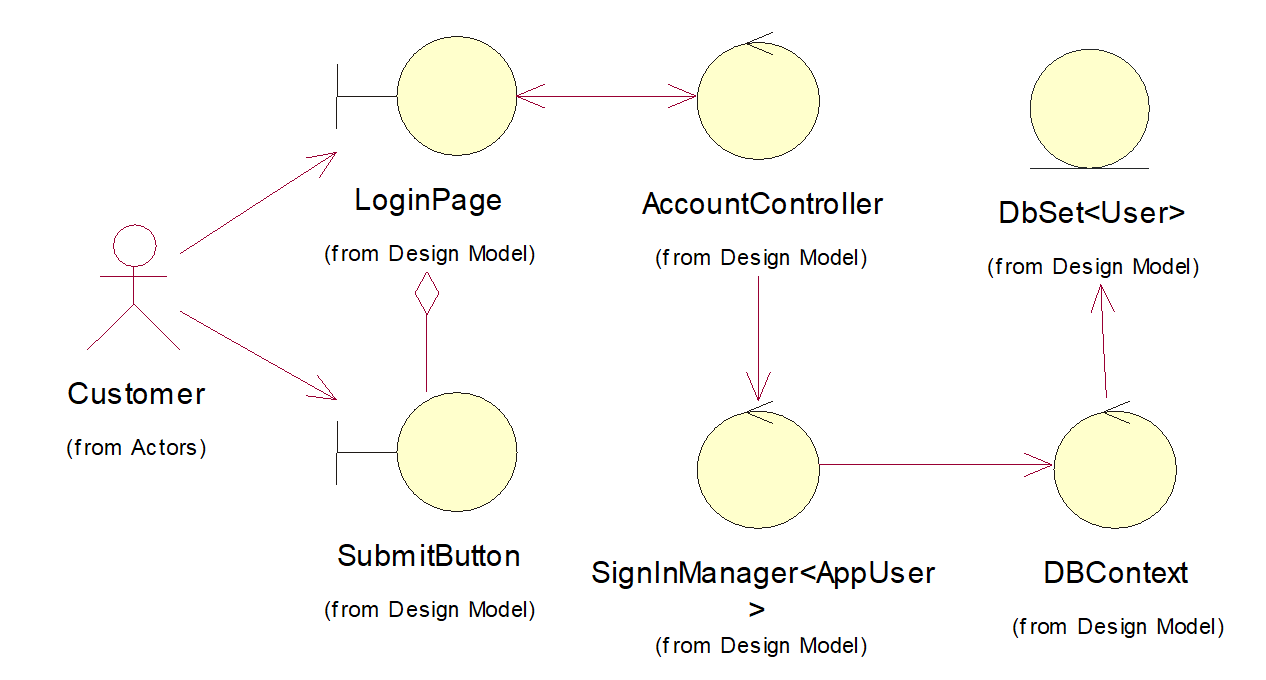 LoginPage
(from Design Model)
AccountController
(from Design Model)
DbSet<User>
(from Design Model)
Customer
(from Actors)
SubmitButton
(from Design Model)
SignInManager<AppUser
>
(from Design Model)
DBContext
(from Design Model)